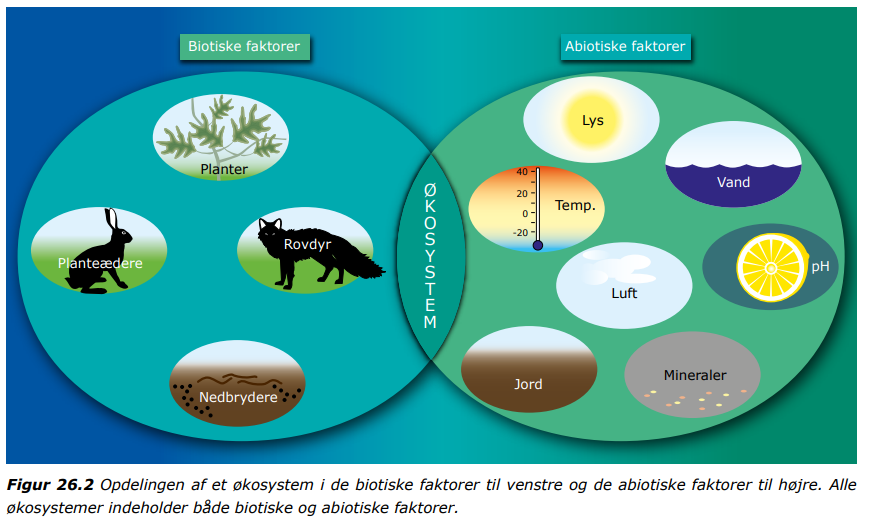 Biotiske faktorer
Abiotiske faktorer
Planter
Planteædere
Rovdyr
Nedbrydere
ØKOSYSTEM
Lys
40
20
0
-20
Temp.
Vand
Luft
pH
Jord
Mineraler
Figur 26.2 Opdelingen af et økosystem i de biotiske faktorer til venstre og de abiotiske faktorer til højre. Alle
økosystemer indeholder både biotiske og abiotiske faktorer.